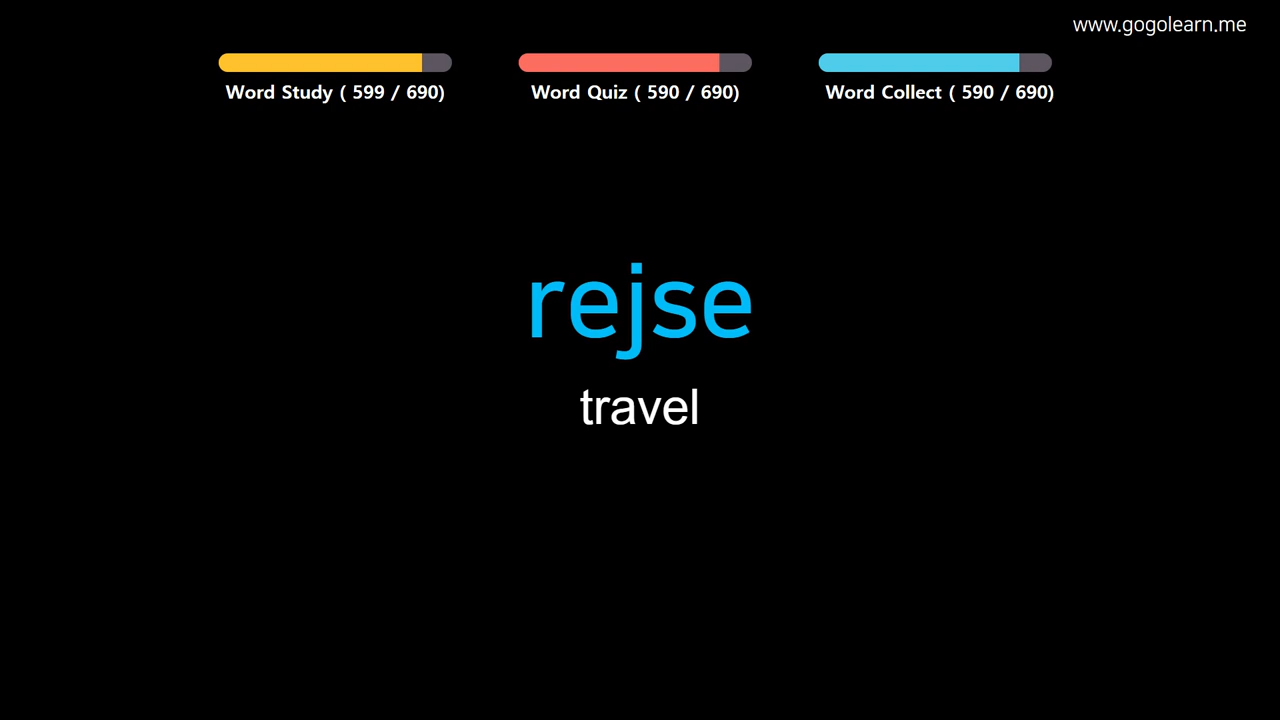 www.gogolearn.me
Word Study ( 599 / 690)
Word Quiz ( 590 / 690)
Word Collect ( 590 / 690)
rejse
travel